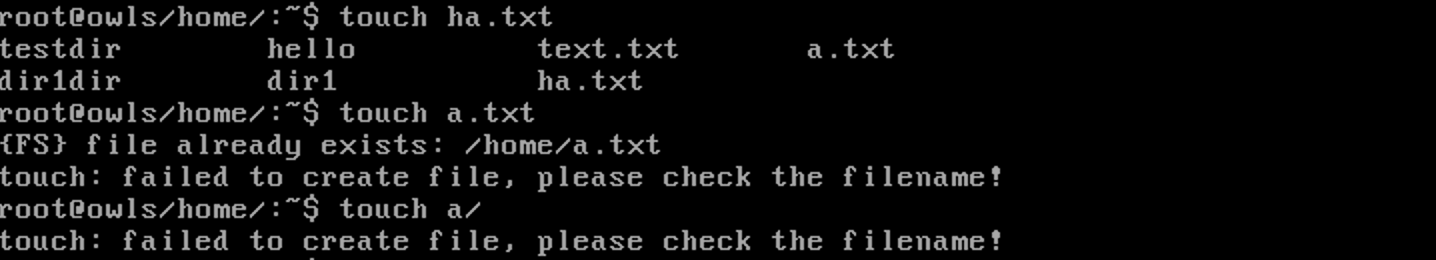 root@owls/home/:~$ touch ha.txt
testdir hello text.txt a.txt
dir1dir dir1 ha.txt
root@owls/home/:~$ touch a.txt
{FS} file already exists: /home/a.txt
touch: failed to create file, please check the filename!
root@owls/home/:~$ touch a/
touch: failed to create file, please check the filename!